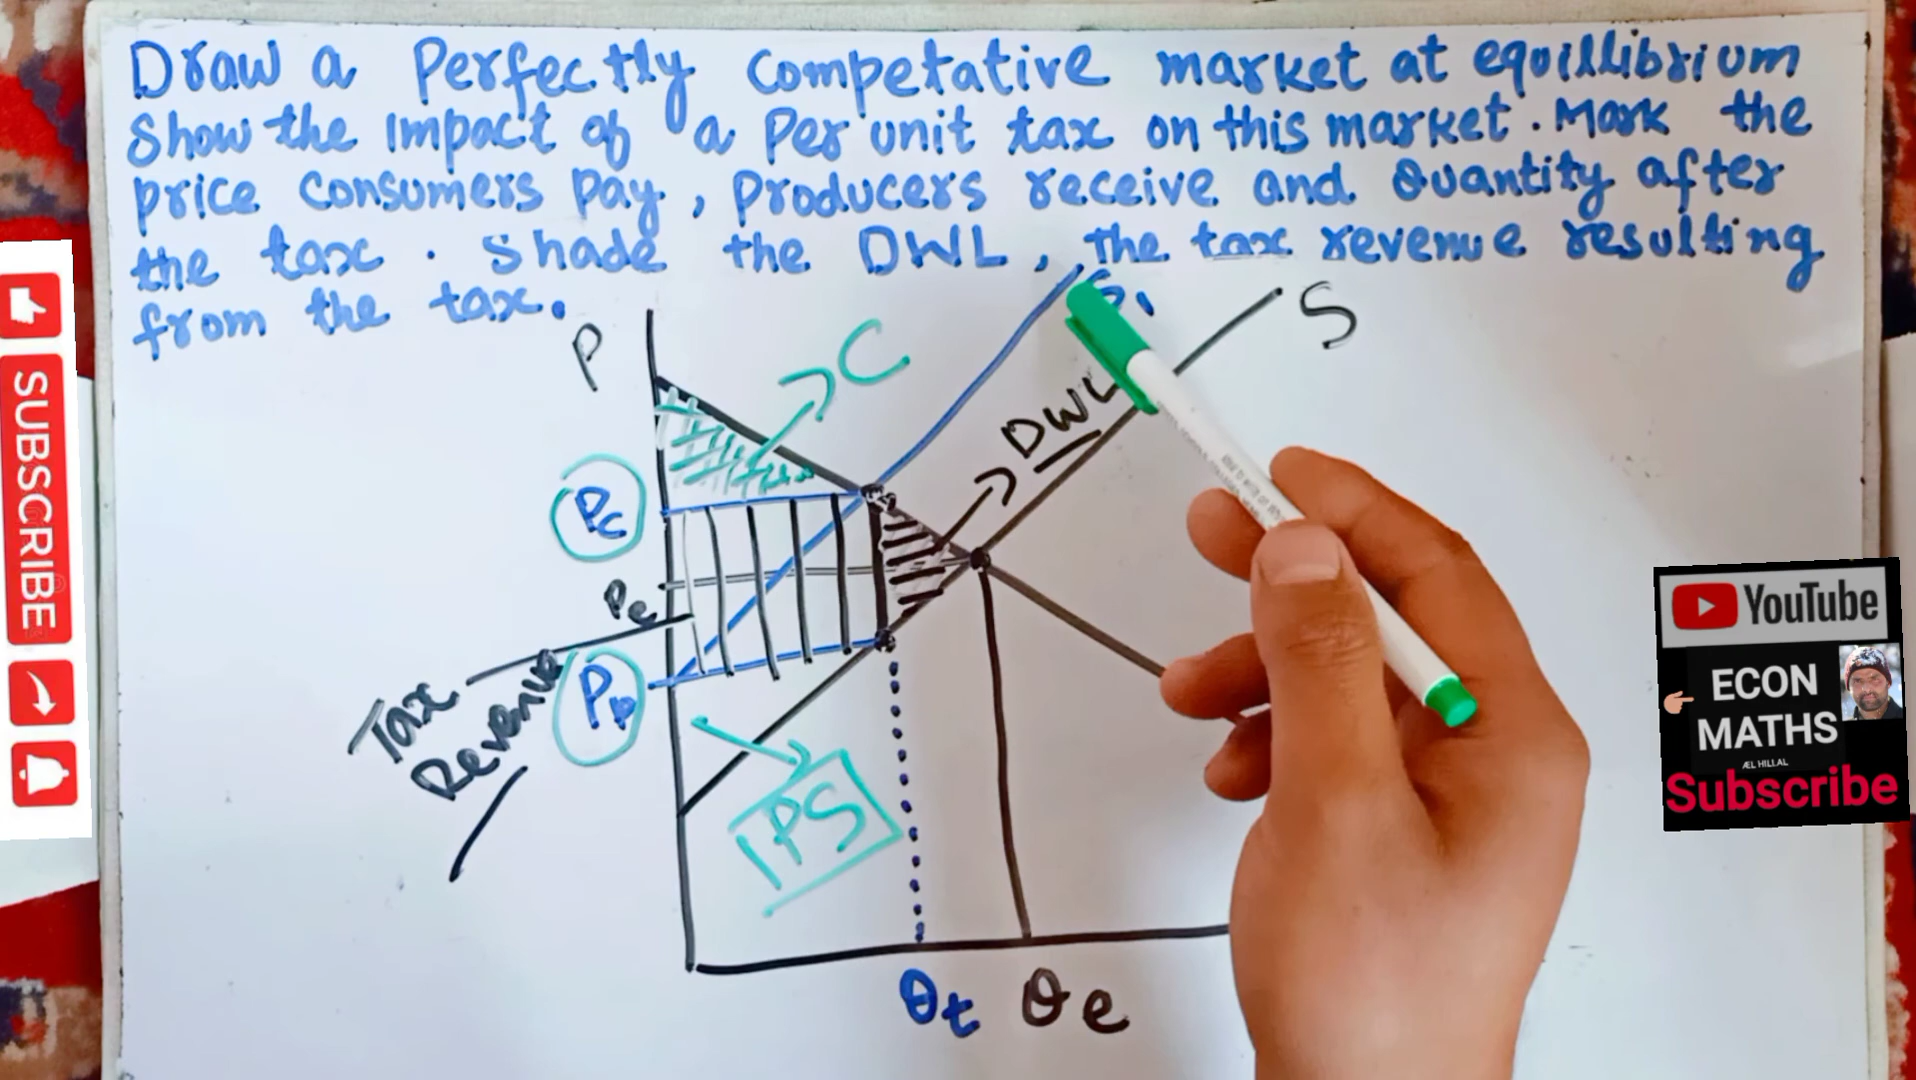 Draw a Perfectly Competative market at equillibrium
Show the Impact of a Per unit tax on this market. Mark the
price consumers pay, Producers receive and Quantity after
the tax. Shade the DWL, the tax revenue resulting
from the tax.
P
C
S
DWL
Pc
Pe
Pp
Tax
Revenue
PS
Qt
Qe
SUBSCRIBE
YouTube
ECON
MATHS
ÆL HILLAL
Subscribe